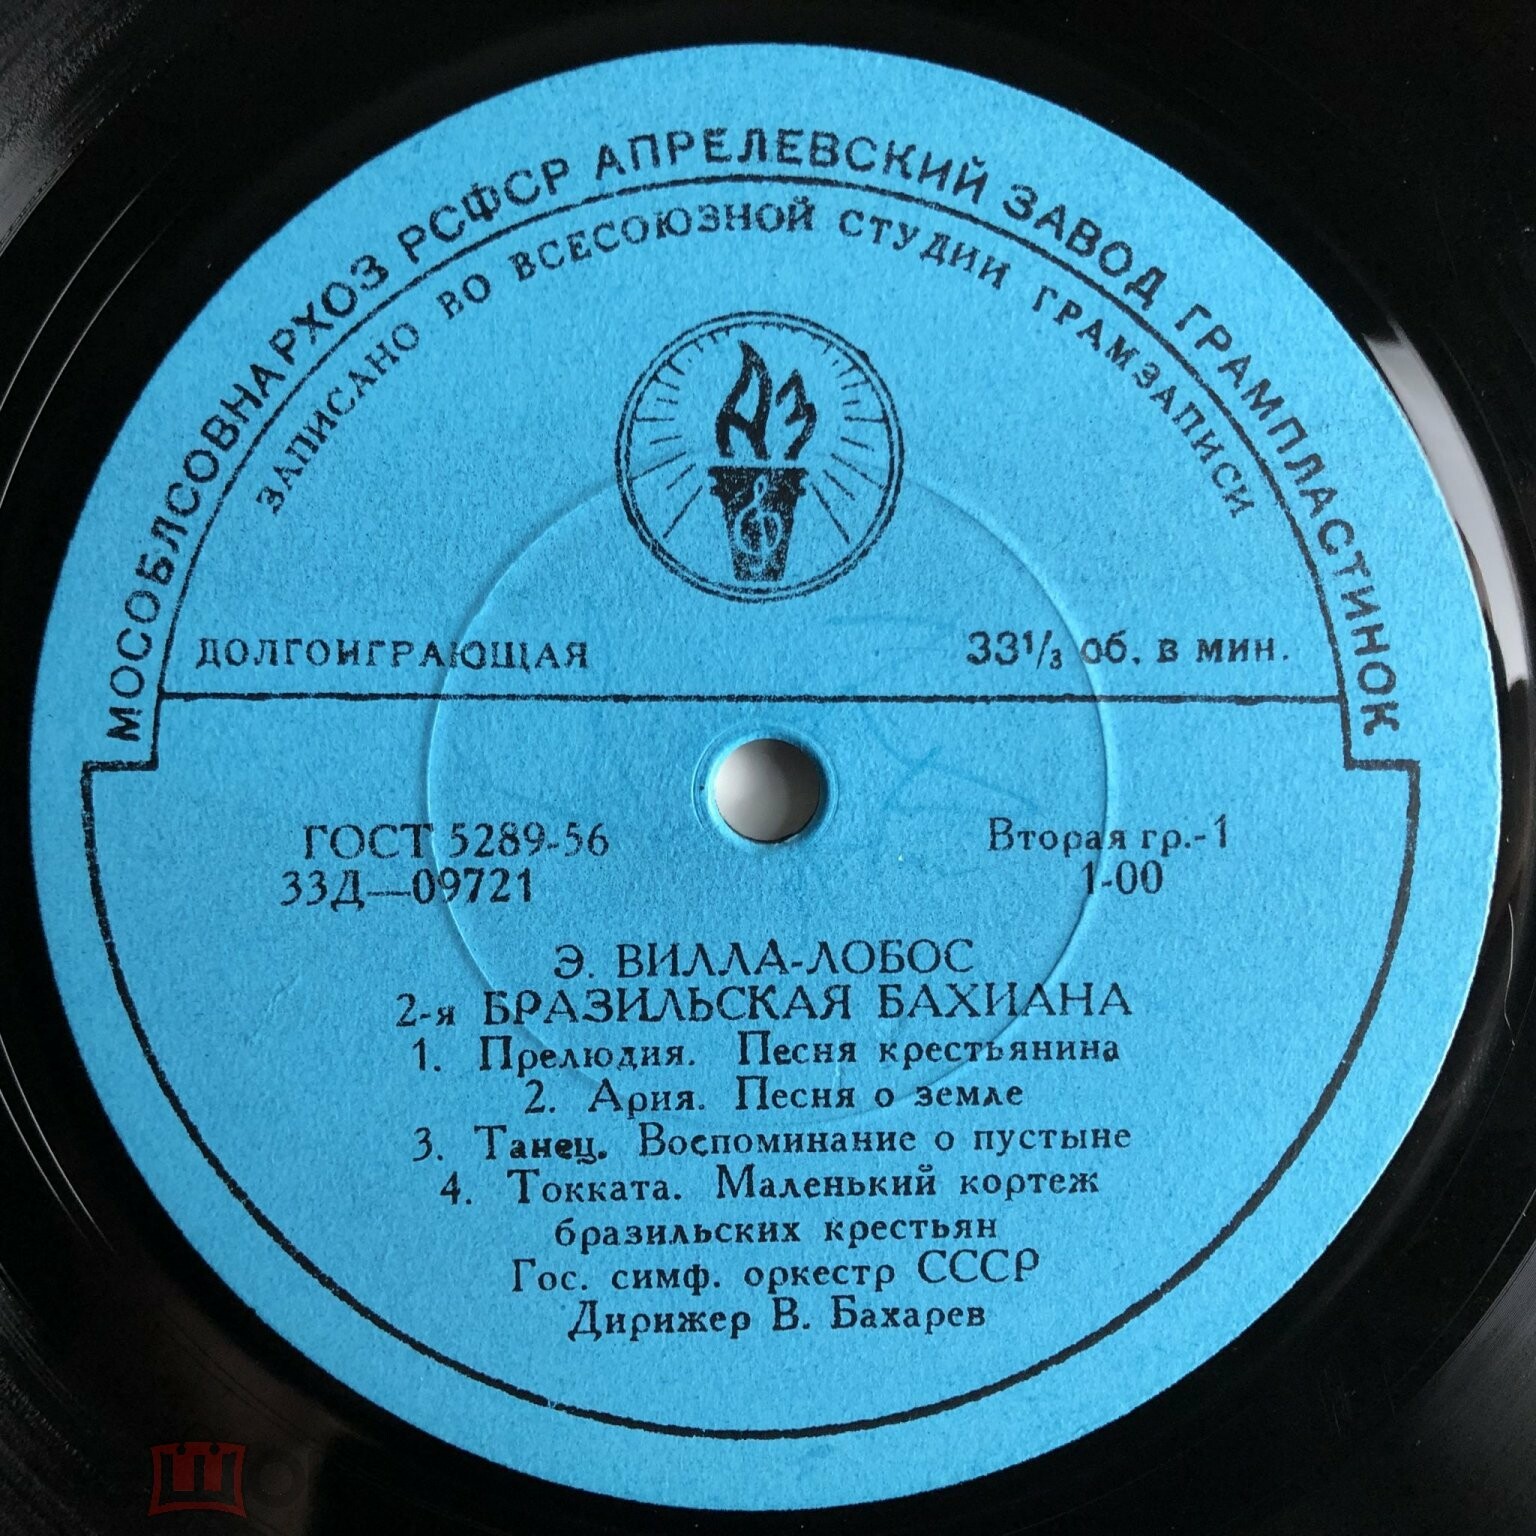 МОСОБЛСОВНАРХОЗ РСФСР АПРЕЛЕВСКИЙ ЗАВОД ГРАМПЛАСТИНОК
ЗАПИСАНО ВО ВСЕСОЮЗНОЙ СТУДИИ ГРАМЗАПИСИ
АЗ
ДОЛГОИГРАЮЩАЯ 33⅓ об. в мин.
ГОСТ 5289-56 Вторая гр.-1
33Д—09721 1-00
Э. ВИЛЛА-ЛОБОС
2-я БРАЗИЛЬСКАЯ БАХИАНА
1. Прелюдия. Песня крестьянина
2. Ария. Песня о земле
3. Танец. Воспоминание о пустыне
4. Токката. Маленький кортеж
бразильских крестьян
Гос. симф. оркестр СССР
Дирижер В. Бахарев